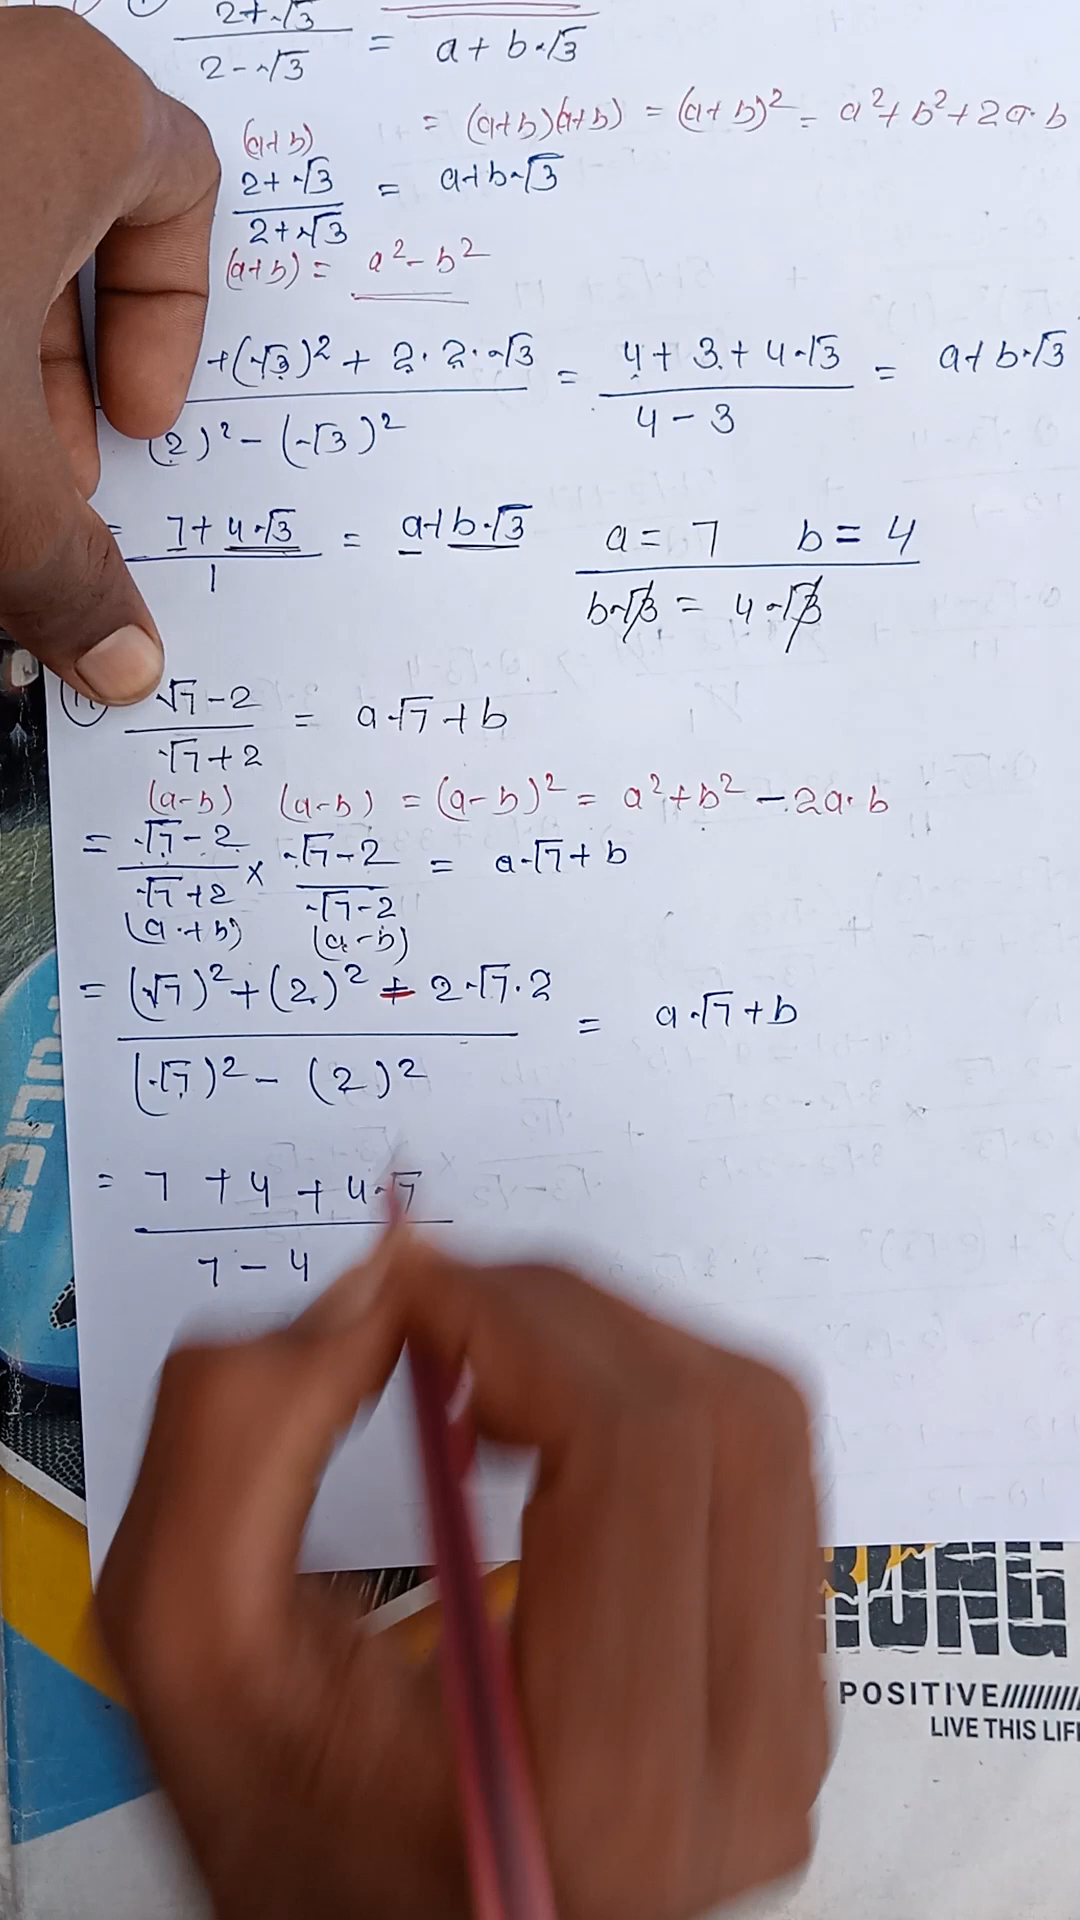 2+√3
―――― = a+b√3
2-√3
= (a+b)(a+b) = (a+b)² = a²+b²+2a·b
(a+b)
2+√3
―――― = a+b√3
2+√3
(a+b) = a²-b²
+(√3)²+2·2·√3 / (2)²-(√3)² = 4+3+4√3 / 4-3 = a+b√3
= 7+4√3 / 1 = a+b√3 a=7 b=4
b√3 = 4√3
√7-2 / √7+2 = a√7+b
(a-b) (a-b) = (a-b)² = a²+b²-2a·b
= √7-2 / √7+2 × √7-2 / √7-2 = a√7+b
(a+b) (a-b)
= (√7)²+(2)²-2·√7·2 / (√7)²-(2)² = a√7+b
= 7+4+4√7 / 7-4
POSITIVE//////////
LIVE THIS LIF